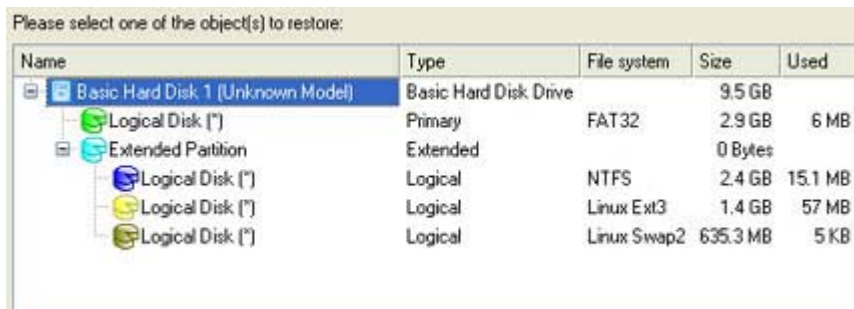 Please select one of the object(s) to restore:
Name Type File system Size Used
Basic Hard Disk 1 (Unknown Model) Basic Hard Disk Drive 9.5 GB
Logical Disk (*) Primary FAT32 2.9 GB 6 MB
Extended Partition Extended 0 Bytes
Logical Disk (*) Logical NTFS 2.4 GB 15.1 MB
Logical Disk (*) Logical Linux Ext3 1.4 GB 57 MB
Logical Disk (*) Logical Linux Swap2 635.3 MB 5 KB